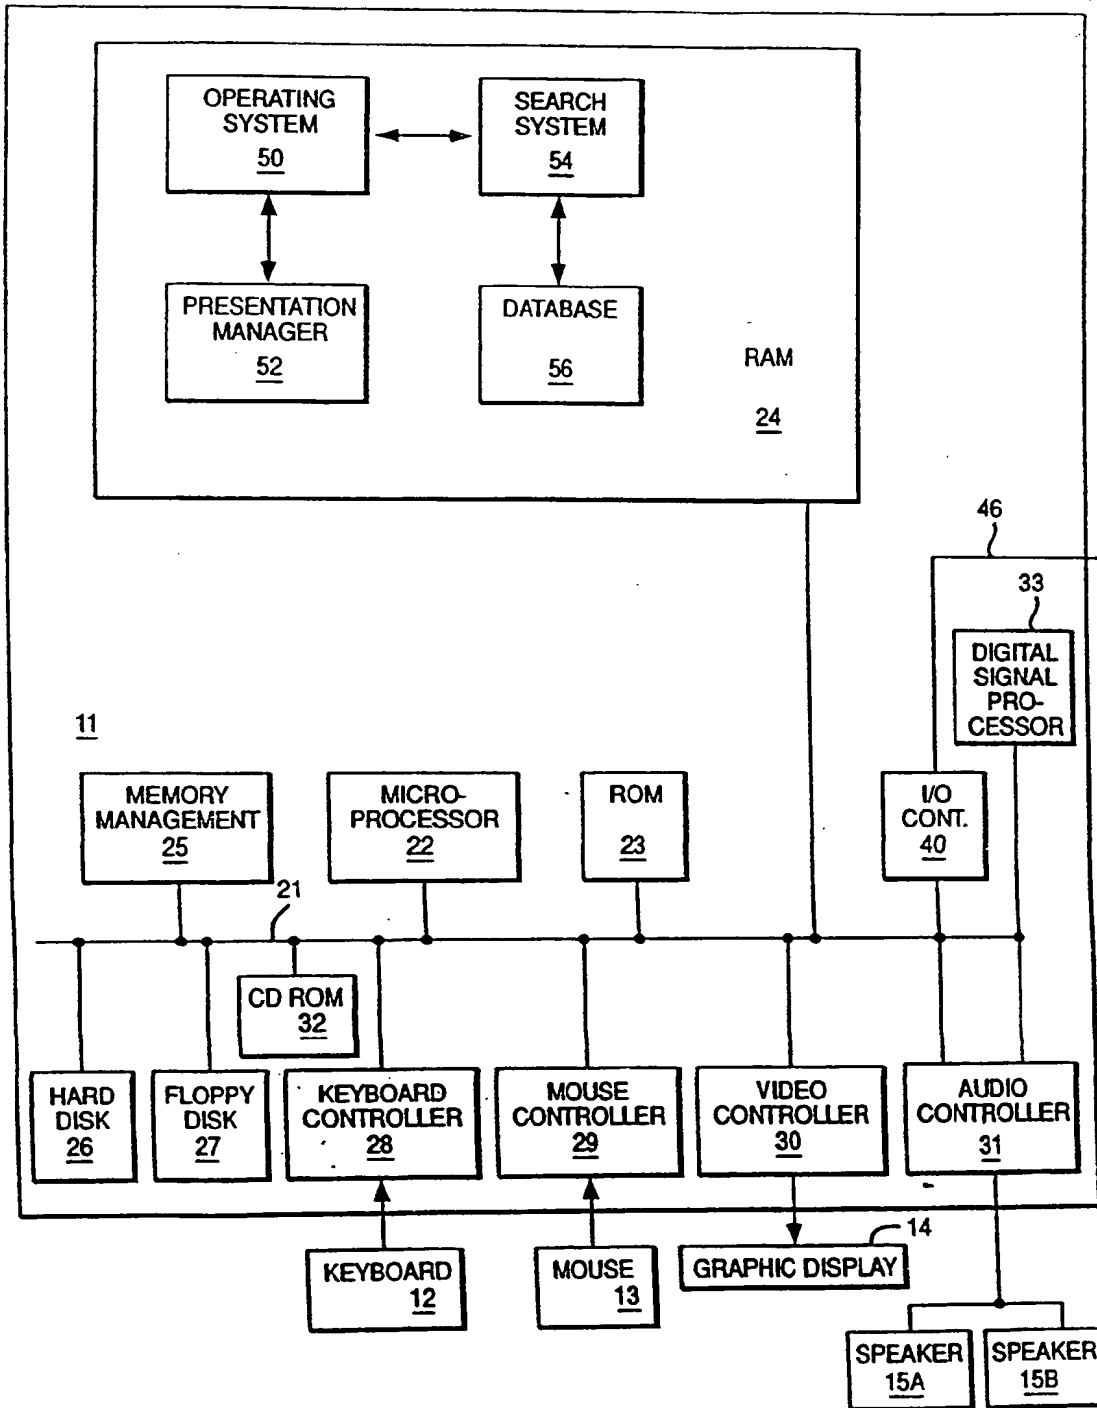 OPERATING
SYSTEM
50
SEARCH
SYSTEM
54
PRESENTATION
MANAGER
52
DATABASE
56
RAM
24
46
33
DIGITAL
SIGNAL
PRO-
CESSOR
11
MEMORY
MANAGEMENT
25
MICRO-
PROCESSOR
22
ROM
23
I/O
CONT.
40
21
CD ROM
32
HARD
DISK
26
FLOPPY
DISK
27
KEYBOARD
CONTROLLER
28
MOUSE
CONTROLLER
29
VIDEO
CONTROLLER
30
AUDIO
CONTROLLER
31
KEYBOARD
12
MOUSE
13
14
GRAPHIC DISPLAY
SPEAKER
15A
SPEAKER
15B